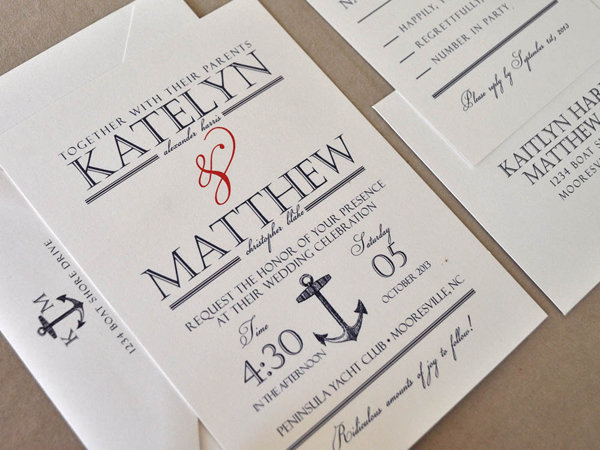 TOGETHER WITH THEIR PARENTS
KATELYN
alexander harris
&
MATTHEW
christopher blake
REQUEST THE HONOR OF YOUR PRESENCE
AT THEIR WEDDING CELEBRATION
Time
4:30
IN THE AFTERNOON
Saturday
05
OCTOBER 2013
PENINSULA YACHT CLUB · MOORESVILLE, NC
Ridiculous amounts of joy to follow!
K M
1234 BOAT SHORE DRIVE
HAPPILY,
REGRETFULLY,
NUMBER IN PARTY
Please reply by September 1st, 2013
KAITLYN HAR
MATTHEW
1234 BOAT S
MOORESV